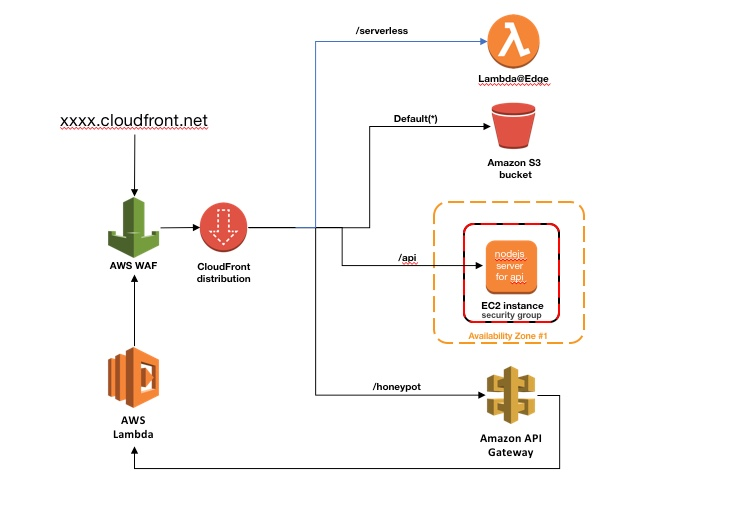 /serverless
Lambda@Edge
xxxx.cloudfront.net
Default(*)
Amazon S3
bucket
AWS WAF
CloudFront
distribution
/api
nodejs
server
for api
EC2 instance
security group
Availability Zone #1
/honeypot
AWS
Lambda
Amazon API
Gateway